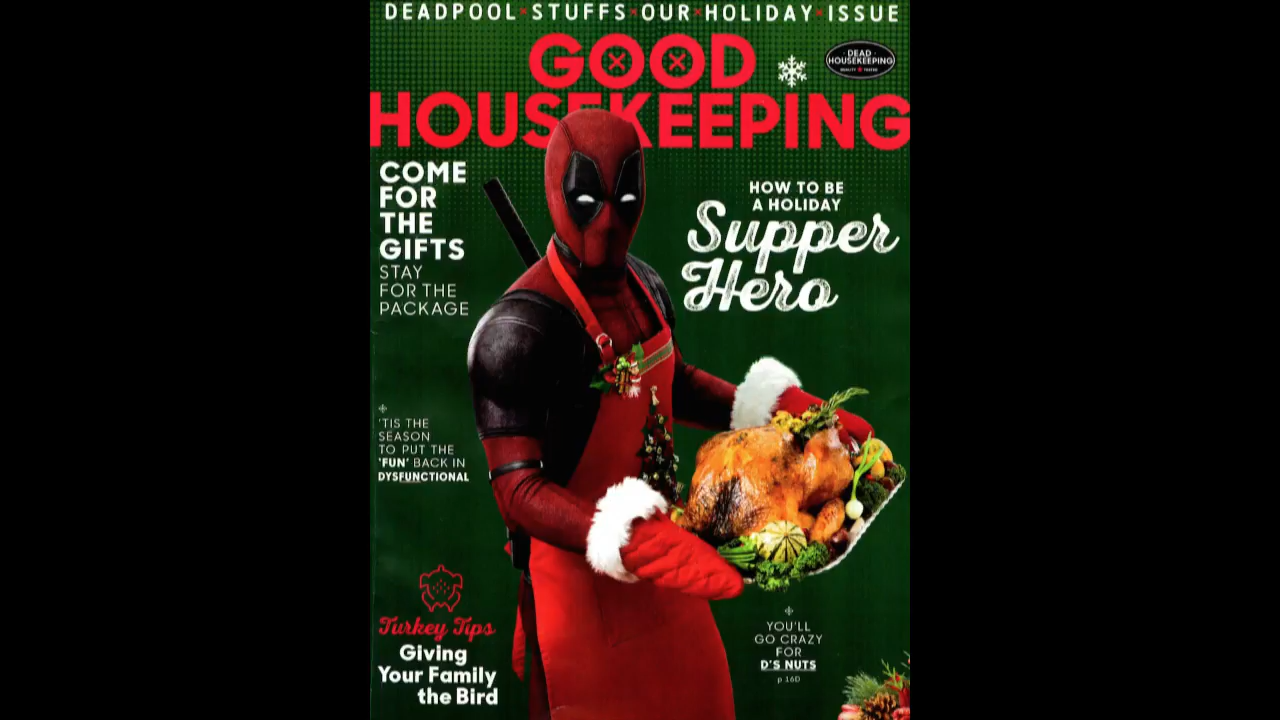 DEADPOOL•STUFFS•OUR•HOLIDAY•ISSUE
GOOD
HOUSEKEEPING
DEAD
HOUSEKEEPING
QUALITY TESTED
COME
FOR
THE
GIFTS
STAY
FOR THE
PACKAGE
HOW TO BE
A HOLIDAY
Supper
Hero
'TIS THE
SEASON
TO PUT THE
'FUN' BACK IN
DYSFUNCTIONAL
Turkey Tips
Giving
Your Family
the Bird
YOU'LL
GO CRAZY
FOR
D'S NUTS
p.16D